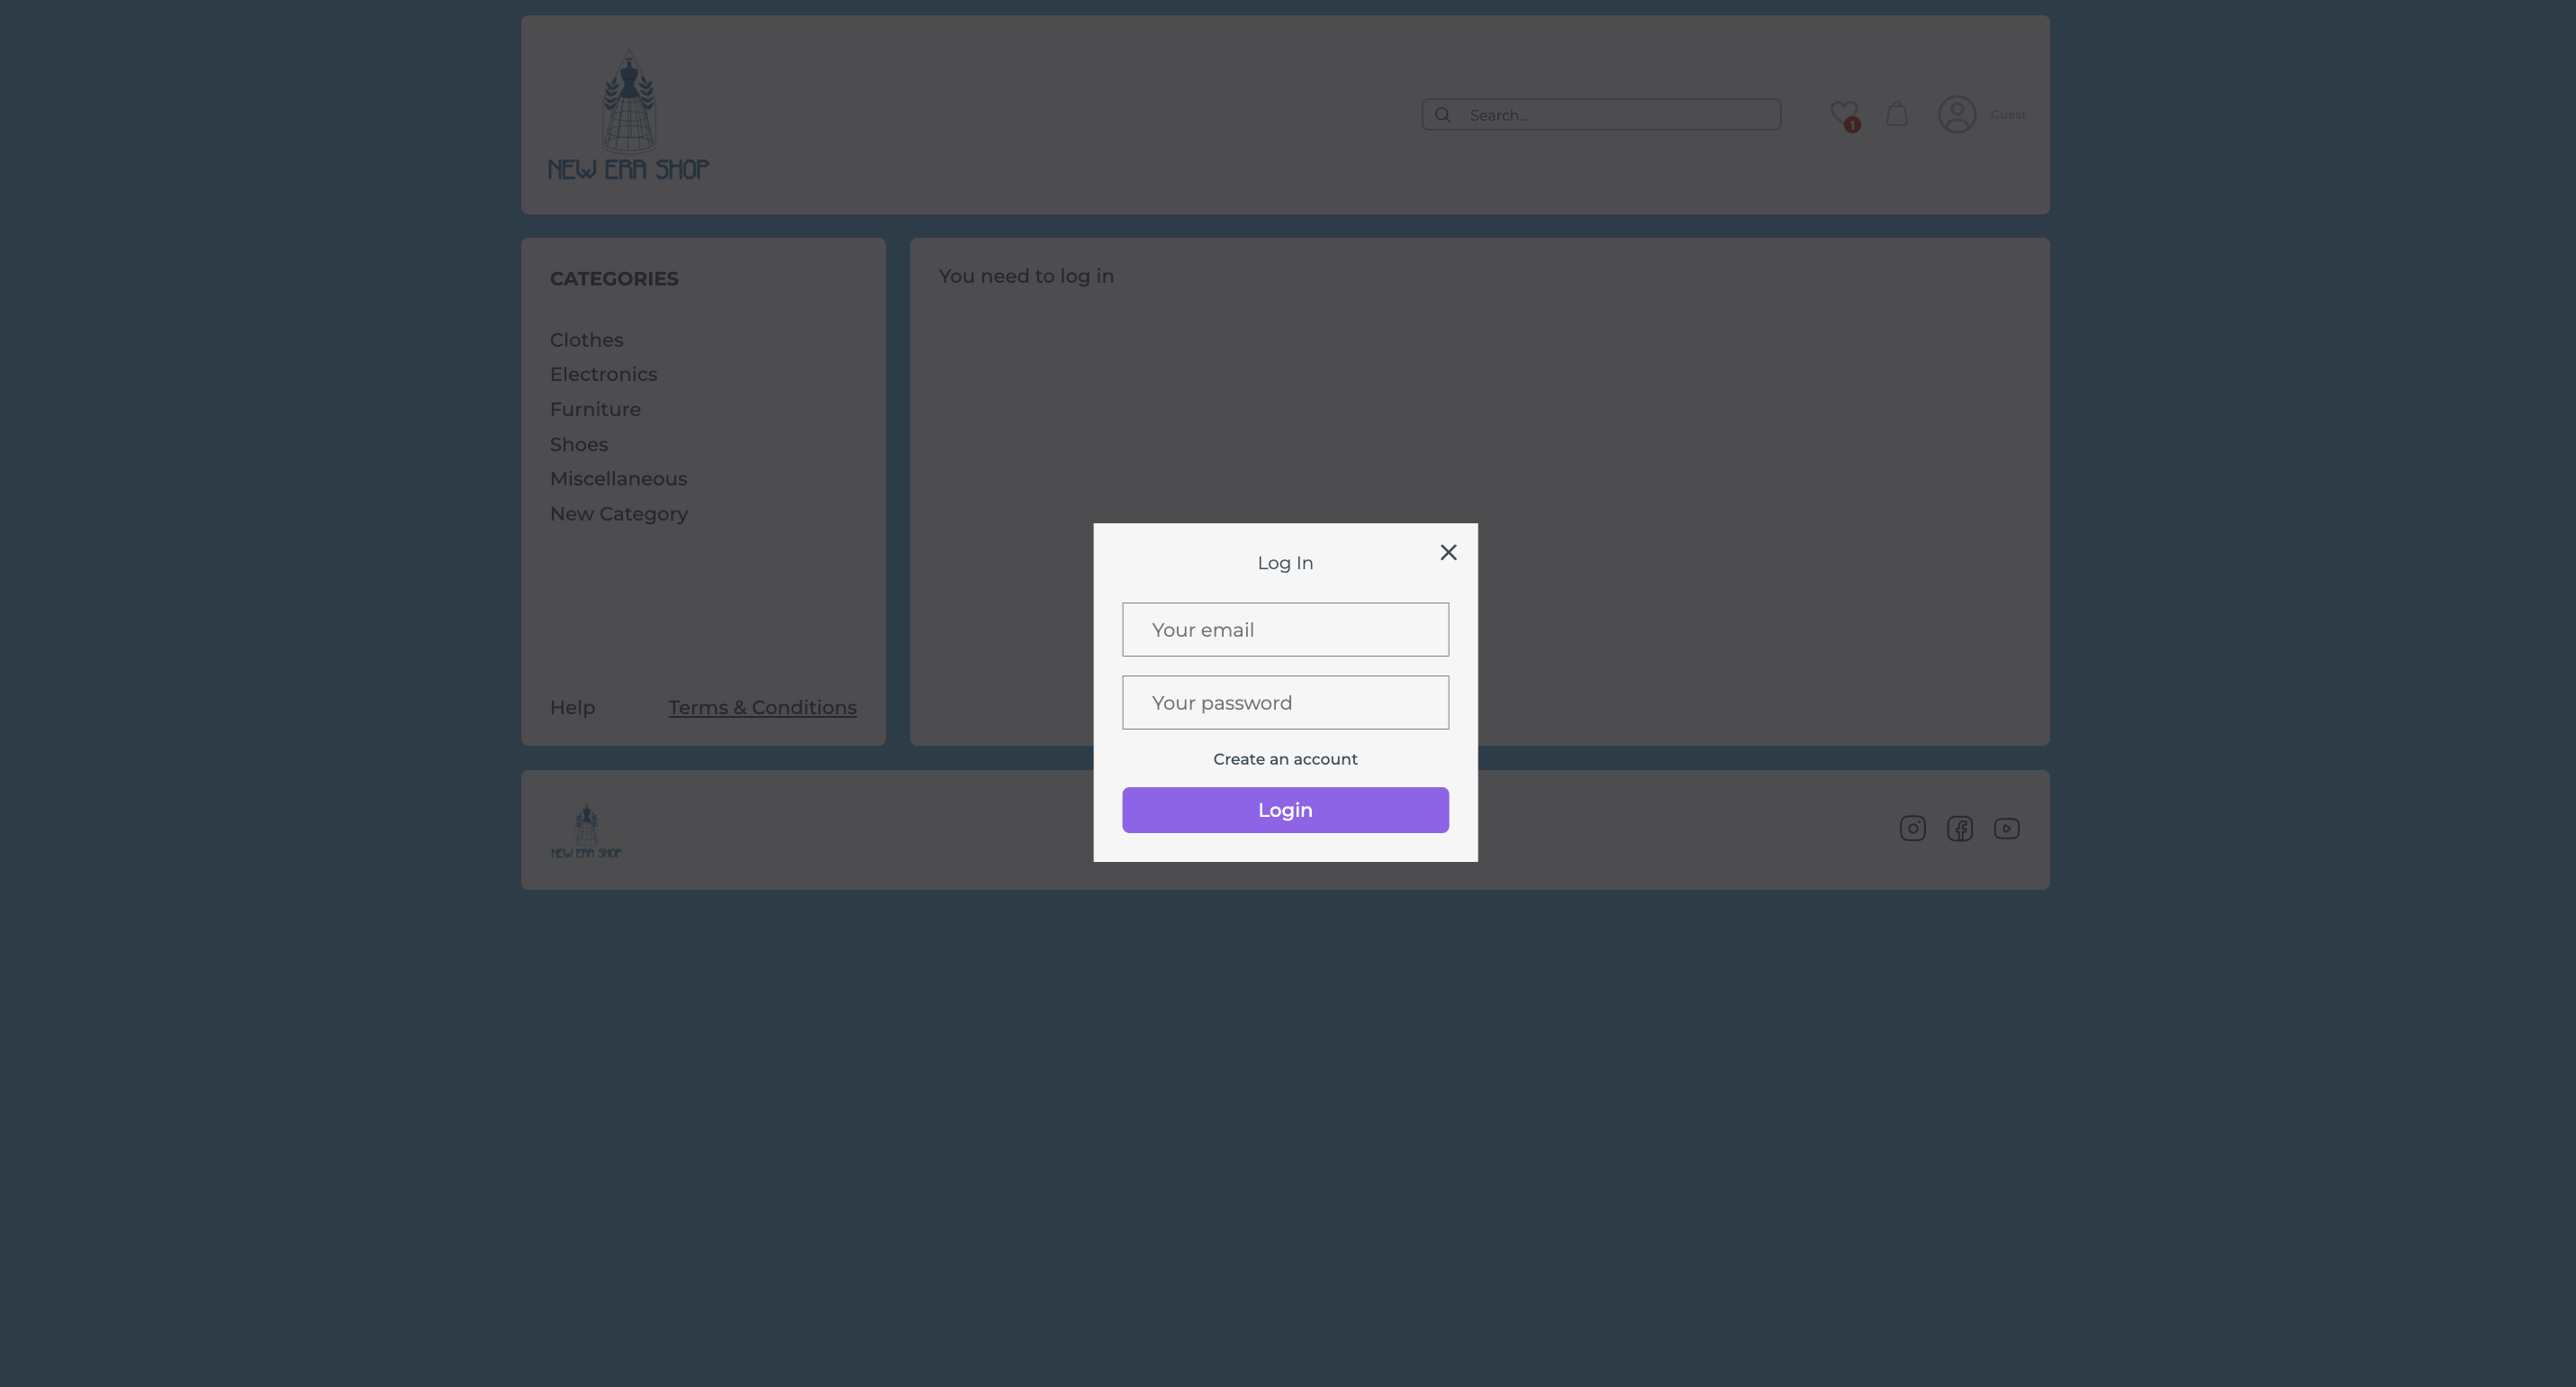 NEW ERA SHOP
Search...
1
Guest
CATEGORIES
Clothes
Electronics
Furniture
Shoes
Miscellaneous
New Category
Help
Terms & Conditions
You need to log in
Log In
Your email
Your password
Create an account
Login
NEW ERA SHOP